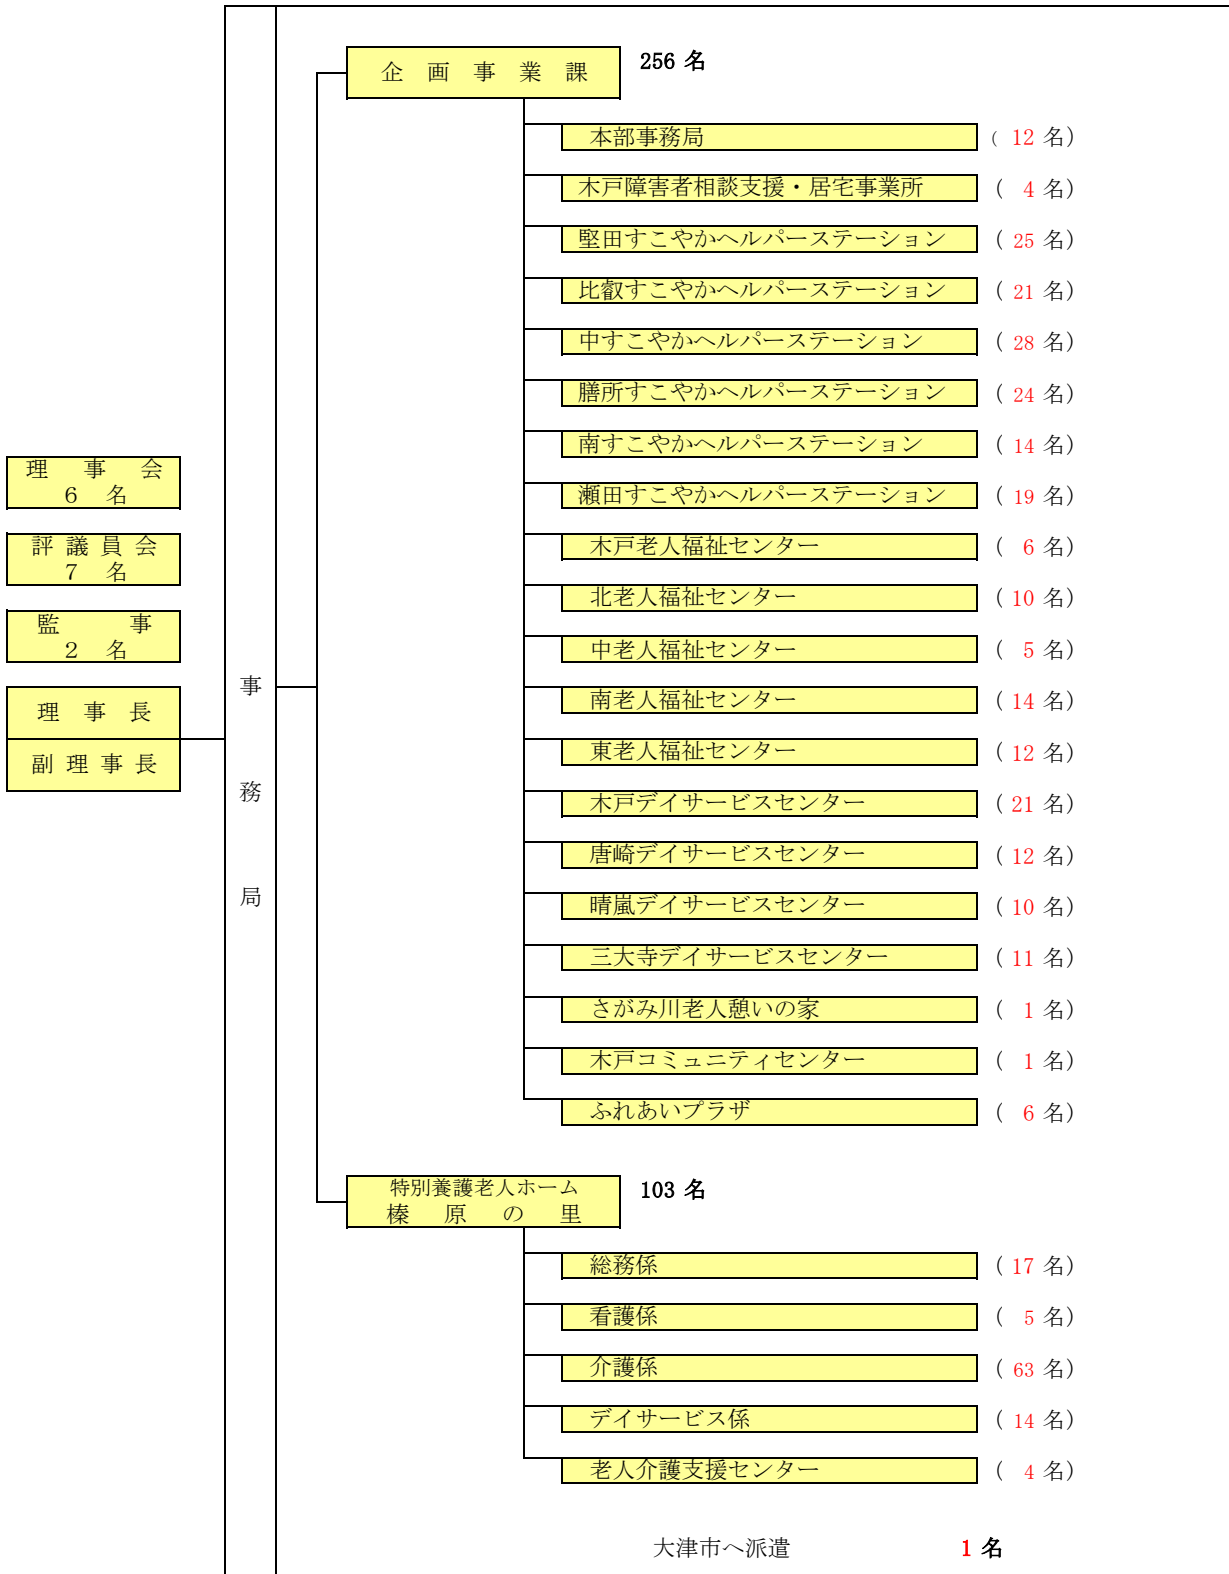 企画事業課 256 名
本部事務局 ( 12 名)
木戸障害者相談支援・居宅事業所 ( 4 名)
堅田すこやかヘルパーステーション ( 25 名)
比叡すこやかヘルパーステーション ( 21 名)
中すこやかヘルパーステーション ( 28 名)
膳所すこやかヘルパーステーション ( 24 名)
南すこやかヘルパーステーション ( 14 名)
瀬田すこやかヘルパーステーション ( 19 名)
木戸老人福祉センター ( 6 名)
北老人福祉センター ( 10 名)
中老人福祉センター ( 5 名)
南老人福祉センター ( 14 名)
東老人福祉センター ( 12 名)
木戸デイサービスセンター ( 21 名)
唐崎デイサービスセンター ( 12 名)
晴嵐デイサービスセンター ( 10 名)
三大寺デイサービスセンター ( 11 名)
さがみ川老人憩いの家 ( 1 名)
木戸コミュニティセンター ( 1 名)
ふれあいプラザ ( 6 名)
理事会
6 名
評議員会
7 名
監事
2 名
理事長
副理事長
事務局
特別養護老人ホーム
榛原の里 103 名
総務係 ( 17 名)
看護係 ( 5 名)
介護係 ( 63 名)
デイサービス係 ( 14 名)
老人介護支援センター ( 4 名)
大津市へ派遣 1 名